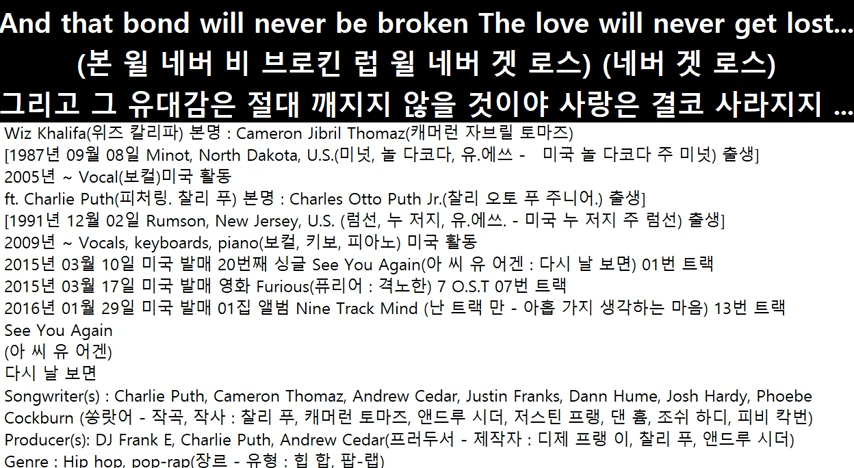 And that bond will never be broken The love will never get lost...
(본 윌 네버 비 브로킨 럽 윌 네버 겟 로스) (네버 겟 로스)
그리고 그 유대감은 절대 깨지지 않을 것이야 사랑은 결코 사라지지 ...
Wiz Khalifa(위즈 칼리파) 본명 : Cameron Jibril Thomaz(캐머런 자브릴 토마즈)
[1987년 09월 08일 Minot, North Dakota, U.S.(미넛, 놀 다코다, 유.에쓰 - 미국 놀 다코다 주 미넛) 출생]
2005년 ~ Vocal(보컬)미국 활동
ft. Charlie Puth(피처링. 찰리 푸) 본명 : Charles Otto Puth Jr.(찰리 오토 푸 주니어.) 출생]
[1991년 12월 02일 Rumson, New Jersey, U.S. (럼선, 누 저지, 유.에쓰. - 미국 누 저지 주 럼선) 출생]
2009년 ~ Vocals, keyboards, piano(보컬, 키보, 피아노) 미국 활동
2015년 03월 10일 미국 발매 20번째 싱글 See You Again(아 씨 유 어겐 : 다시 날 보면) 01번 트랙
2015년 03월 17일 미국 발매 영화 Furious(퓨리어 : 격노한) 7 O.S.T 07번 트랙
2016년 01월 29일 미국 발매 01집 앨범 Nine Track Mind (난 트랙 만 - 아홉 가지 생각하는 마음) 13번 트랙
See You Again
(아 씨 유 어겐)
다시 날 보면
Songwriter(s) : Charlie Puth, Cameron Thomaz, Andrew Cedar, Justin Franks, Dann Hume, Josh Hardy, Phoebe
Cockburn (쏭랏어 - 작곡, 작사 : 찰리 푸, 캐머런 토마즈, 앤드루 시더, 저스틴 프랭, 댄 흄, 조쉬 하디, 피비 칵번)
Producer(s): DJ Frank E, Charlie Puth, Andrew Cedar(프러두서 - 제작자 : 디제 프랭 이, 찰리 푸, 앤드루 시더)
Genre : Hip hop, pop-rap(장르 - 유형 : 힙 합, 팝-랩)